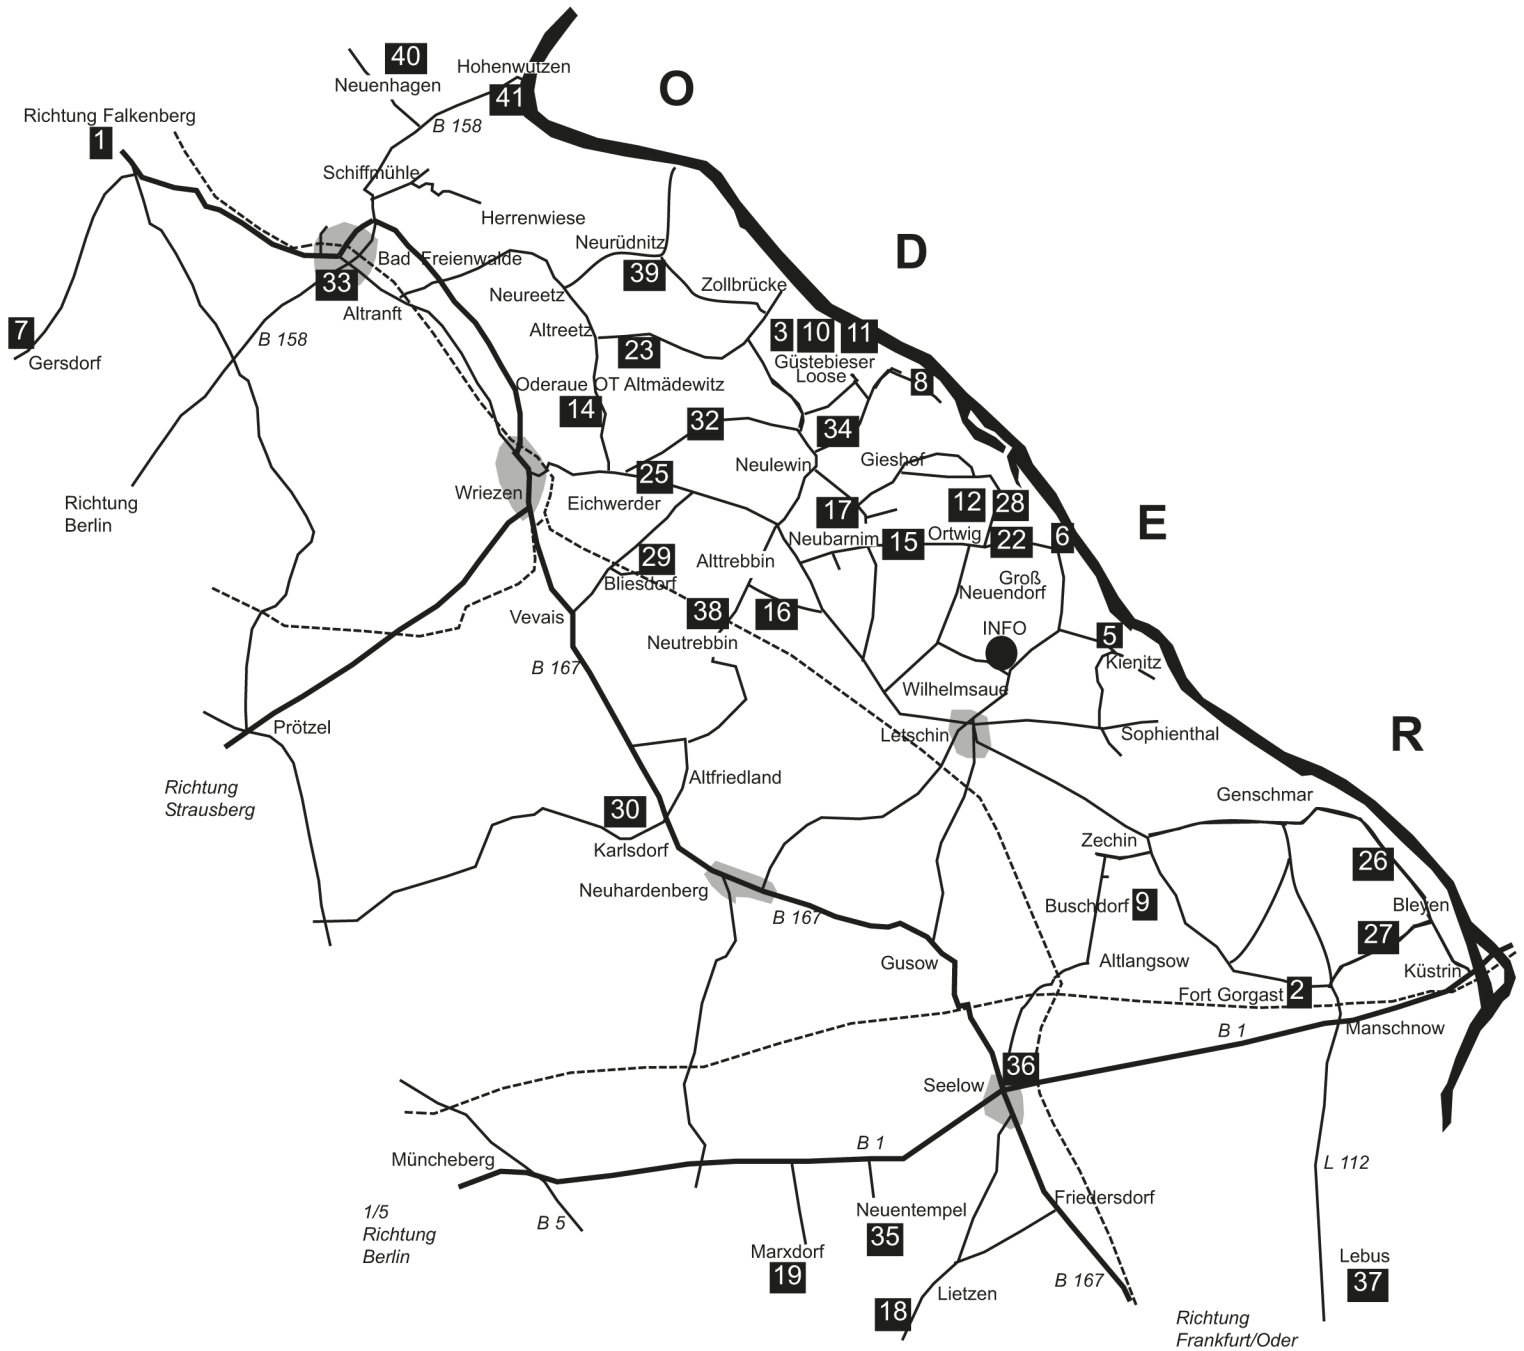 40
Hohenwutzen
O
Neuenhagen
41
Richtung Falkenberg
B 158
1
Schiffmühle
Herrenwiese
D
Neurüdnitz
Bad Freienwalde
39
33
Zollbrücke
Neureetz
Altranft
7
B 158
Altreetz
3
10
11
23
Güstebieser
Loose
Gersdorf
8
Oderaue OT Altmädewitz
14
32
34
Gieshof
Neulewin
25
Wriezen
Eichwerder
Richtung
Berlin
17
12
28
E
Neubarnim
15
Ortwig
22
6
29
Alttrebbin
Bliesdorf
Groß
Neuendorf
Vevais
38
16
INFO
5
Neutrebbin
Kienitz
B 167
Wilhelmsaue
Prötzel
Letschin
Sophienthal
R
Altfriedland
Richtung
Strausberg
Genschmar
30
Zechin
Karlsdorf
26
Neuhardenberg
Buschdorf
9
Bleyen
B 167
27
Gusow
Altlangsow
Küstrin
Fort Gorgast
2
B 1
Manschnow
36
Seelow
B 1
Müncheberg
L 112
Friedersdorf
1/5
Richtung
Berlin
B 5
Neuentempel
35
Marxdorf
19
Lebus
37
B 167
Lietzen
18
Richtung
Frankfurt/Oder